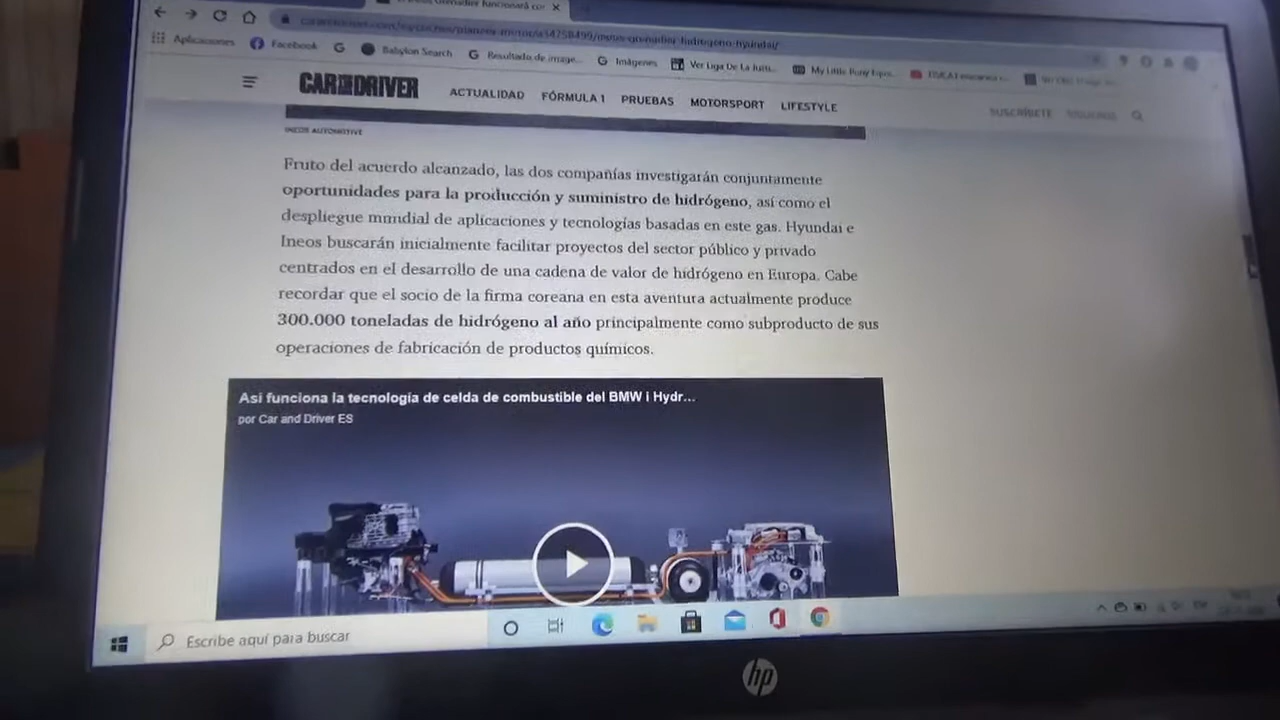 Aplicaciones Facebook Babylon Search Resultado de image... Imágenes Ver Liga De La Justi... My Little Pony Eques...
CAR AND DRIVER ACTUALIDAD FÓRMULA 1 PRUEBAS MOTORSPORT LIFESTYLE SUSCRÍBETE
INEOS AUTOMOTIVE
Fruto del acuerdo alcanzado, las dos compañías investigarán conjuntamente
oportunidades para la producción y suministro de hidrógeno, así como el
despliegue mundial de aplicaciones y tecnologías basadas en este gas. Hyundai e
Ineos buscarán inicialmente facilitar proyectos del sector público y privado
centrados en el desarrollo de una cadena de valor de hidrógeno en Europa. Cabe
recordar que el socio de la firma coreana en esta aventura actualmente produce
300.000 toneladas de hidrógeno al año principalmente como subproducto de sus
operaciones de fabricación de productos químicos.
Así funciona la tecnología de celda de combustible del BMW i Hydr...
por Car and Driver ES
Escribe aquí para buscar
hp